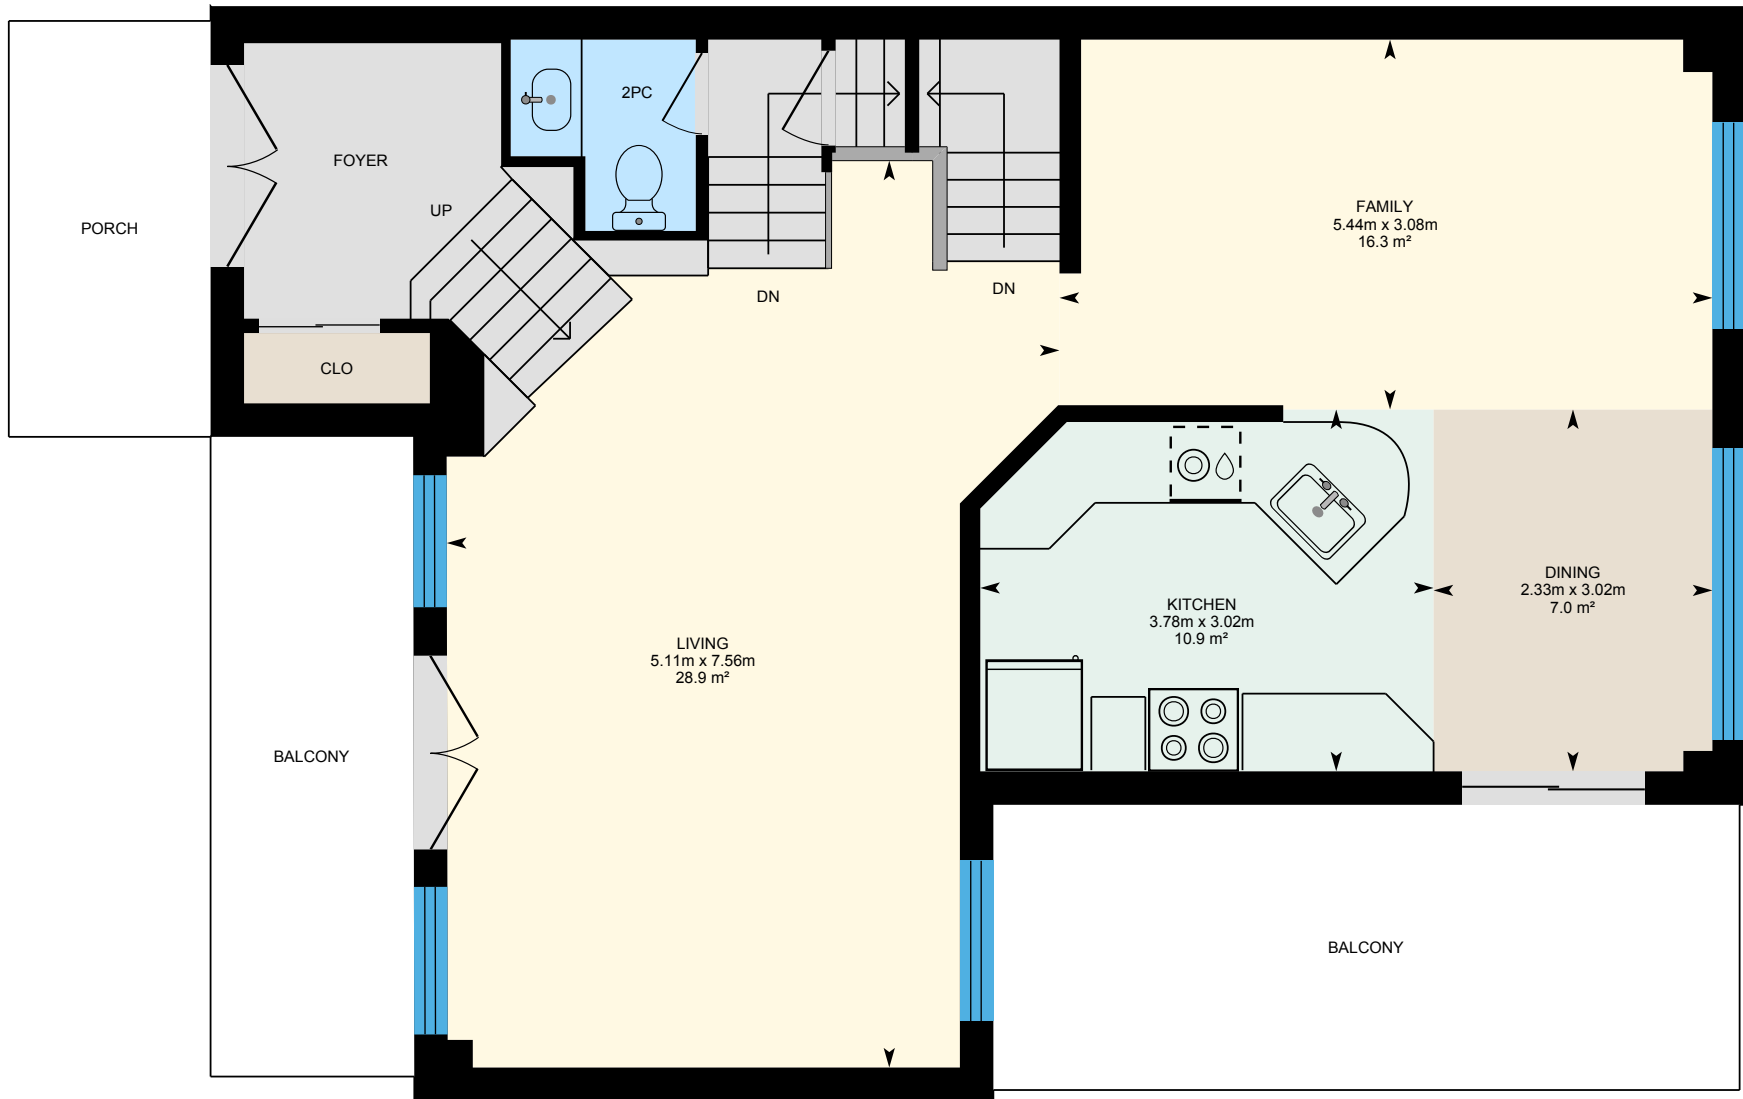 2PC
FOYER
UP
PORCH
FAMILY
5.44m x 3.08m
16.3 m²
DN
DN
CLO
DINING
2.33m x 3.02m
7.0 m²
KITCHEN
3.78m x 3.02m
10.9 m²
LIVING
5.11m x 7.56m
28.9 m²
BALCONY
BALCONY